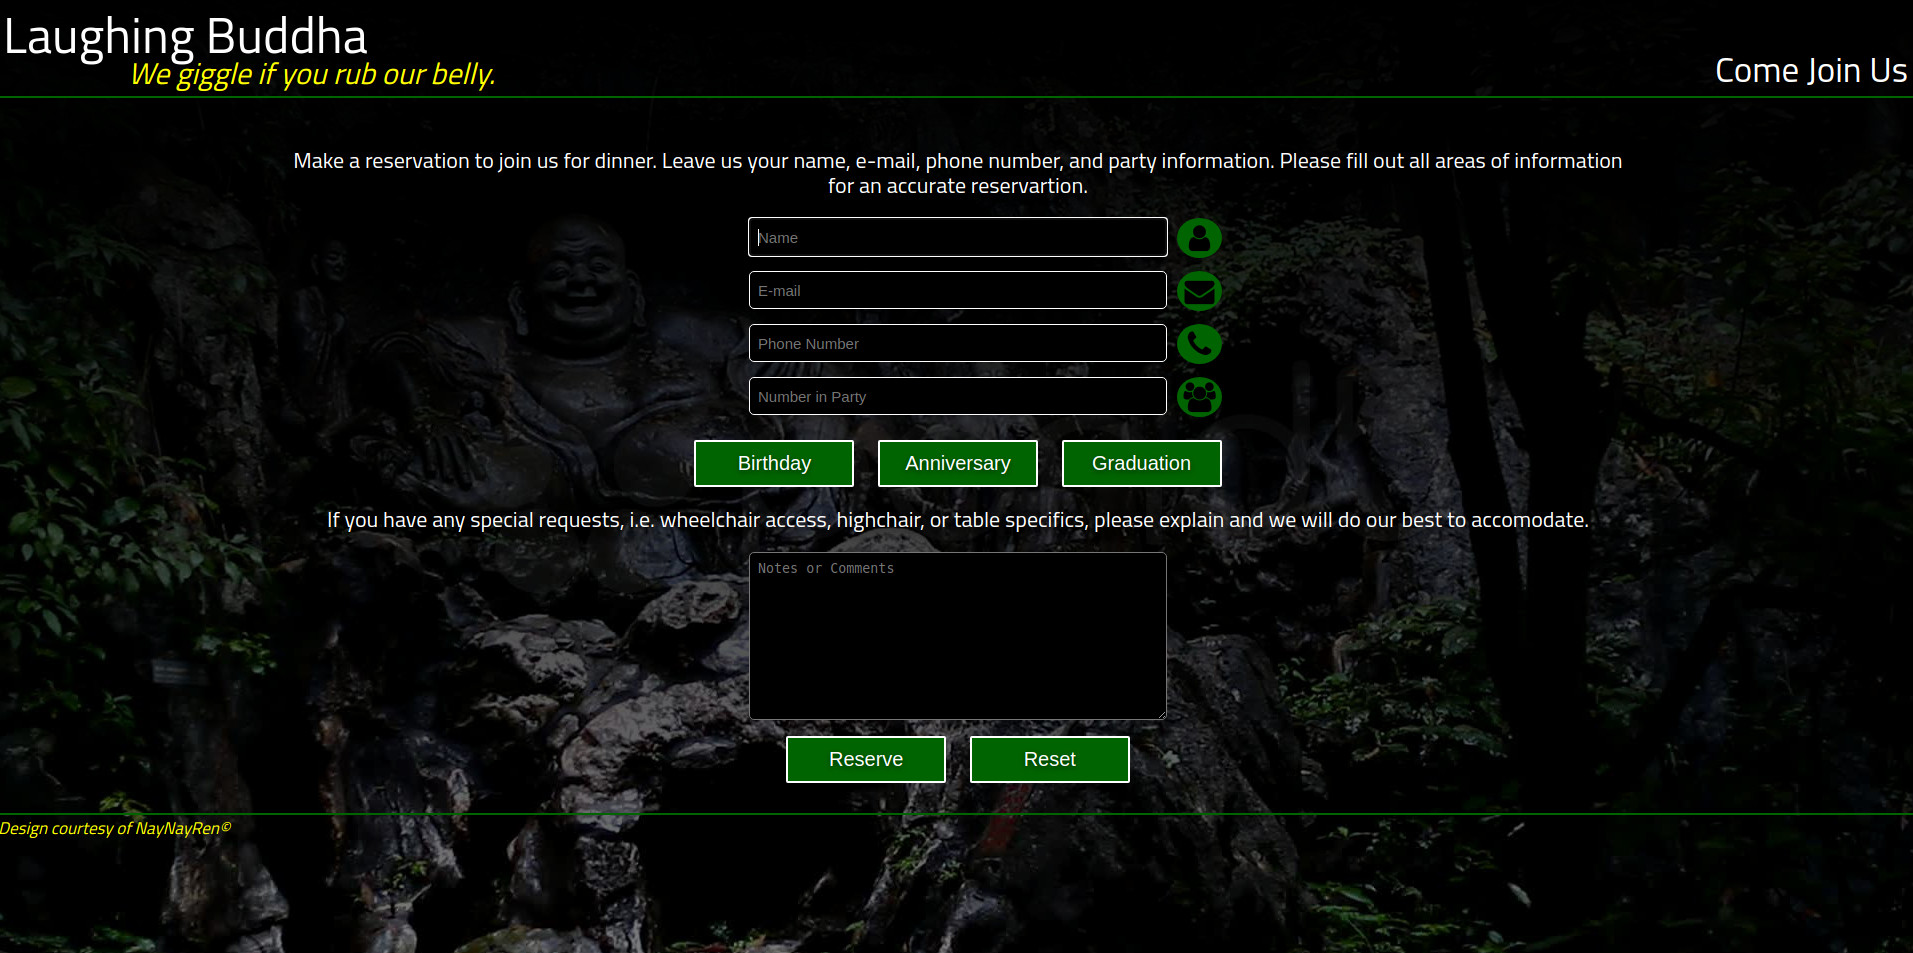 Laughing Buddha
We giggle if you rub our belly.
Come Join Us
Make a reservation to join us for dinner. Leave us your name, e-mail, phone number, and party information. Please fill out all areas of information
for an accurate reservartion.
Name
E-mail
Phone Number
Number in Party
Birthday Anniversary Graduation
If you have any special requests, i.e. wheelchair access, highchair, or table specifics, please explain and we will do our best to accomodate.
Notes or Comments
Reserve Reset
Design courtesy of NayNayRen©